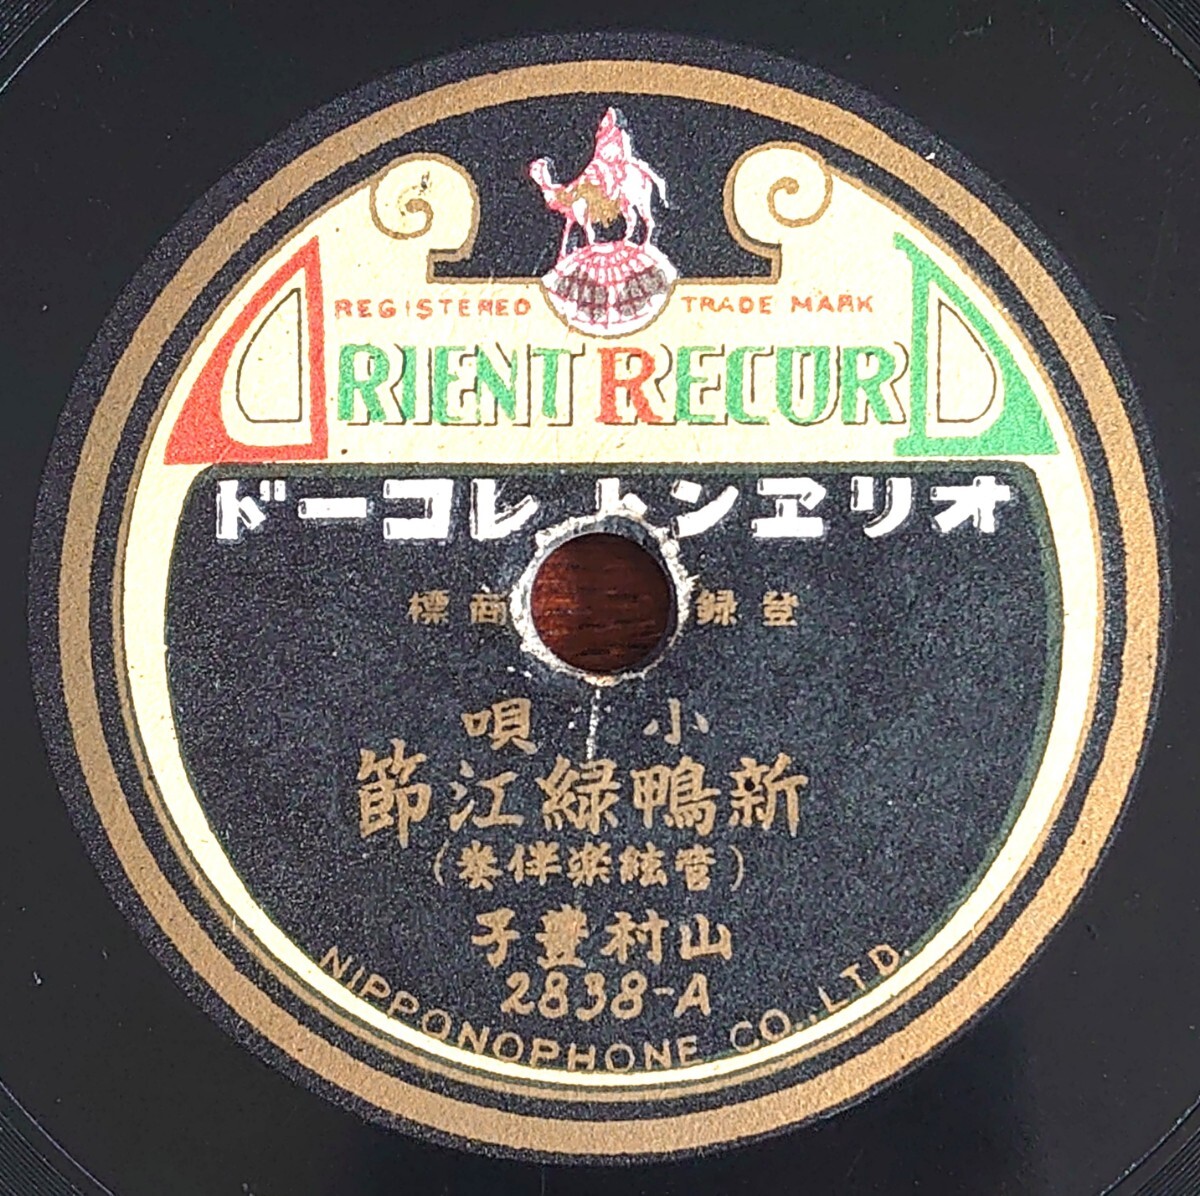 REGISTERED TRADE MARK
ORIENT RECORD
オリヱントレコード
登録商標
小唄
新鴨緑江節
(管絃楽伴奏)
山村豊子
2838-A
NIPPONOPHONE CO., LTD.